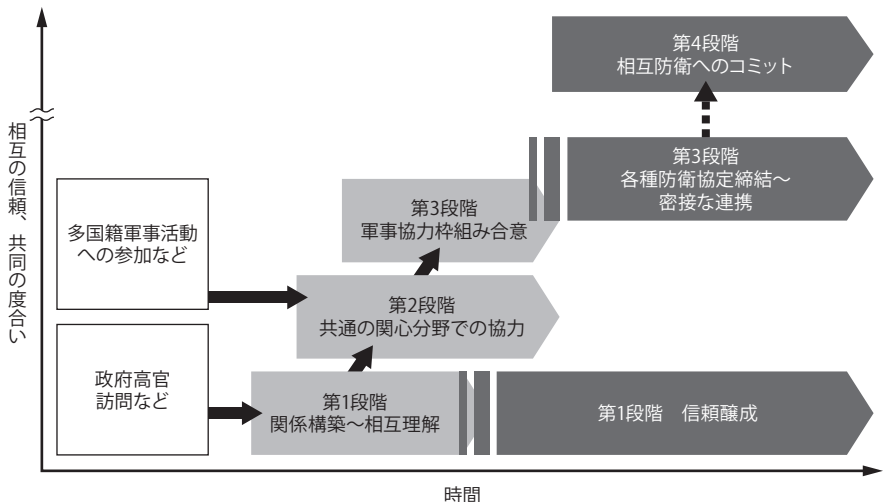 第4段階
相互防衛へのコミット
第3段階
各種防衛協定締結〜
密接な連携
第3段階
軍事協力枠組み合意
多国籍軍事活動
への参加など
第2段階
共通の関心分野での協力
政府高官
訪問など
第1段階
関係構築〜相互理解
第1段階　信頼醸成
相互の信頼、共同の度合い
時間